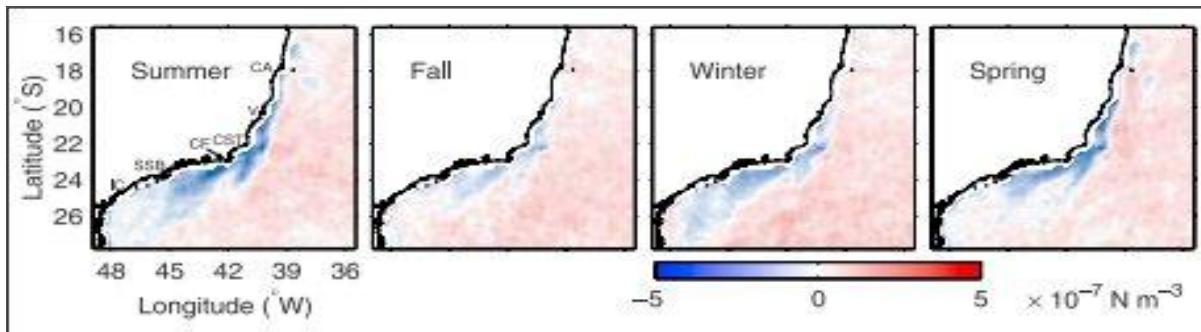 16
18
20
22
24
26
Latitude (°S)
Summer
CA
V
CST
CF
SSB
IC
Fall
Winter
Spring
48 45 42 39 36
Longitude (°W)
−5 0 5 × 10⁻⁷ N m⁻³